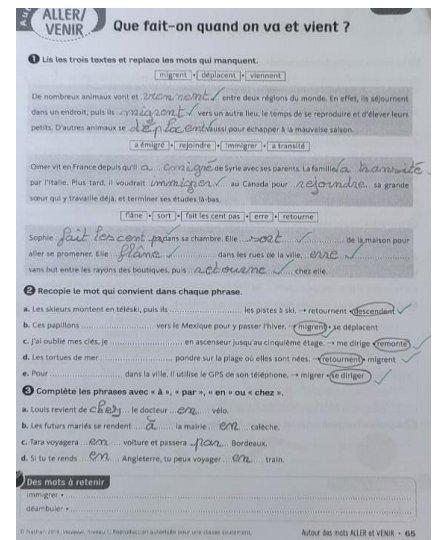 ALLER/
VENIR
Que fait-on quand on va et vient ?
1 Lis les trois textes et replace les mots qui manquent.
migrent • déplacent • viennent
De nombreux animaux vont et viennent entre deux régions du monde. En effet, ils séjournent
dans un endroit, puis ils migront vers un autre lieu, le temps de se reproduire et d'élever leurs
petits. D'autres animaux se déplacent aussi pour échapper à la mauvaise saison.
a émigré • rejoindre • immigrer • a transité
Omer vit en France depuis qu'il a émigré de Syrie avec ses parents. La famille a transité
par l'Italie. Plus tard, il voudrait immigrer au Canada pour rejoindre sa grande
sœur qui y travaille déjà, et terminer ses études là-bas.
flâne • sort • fait les cent pas • erre • retourne
Sophie fait les cent pas dans sa chambre. Elle sort de la maison pour
aller se promener. Elle flâne dans les rues de la ville, erre
sans but entre les rayons des boutiques, puis retourne chez elle.
2 Recopie le mot qui convient dans chaque phrase.
a. Les skieurs montent en téléski, puis ils ........ les pistes à ski. → retournent • descendent
b. Ces papillons ........ vers le Mexique pour y passer l'hiver. → migrent • se déplacent
c. J'ai oublié mes clés, je ........ en ascenseur jusqu'au cinquième étage. → me dirige • remonte
d. Les tortues de mer ........ pondre sur la plage où elles sont nées. → retournent • migrent
e. Pour ........ dans la ville, il utilise le GPS de son téléphone. → migrer • se diriger
3 Complète les phrases avec « à », « par », « en » ou « chez ».
a. Louis revient de chez le docteur en vélo.
b. Les futurs mariés se rendent à la mairie en calèche.
c. Tara voyagera en voiture et passera par Bordeaux.
d. Si tu te rends en Angleterre, tu peux voyager en train.
Des mots à retenir
immigrer •
déambuler •
Autour des mots ALLER et VENIR • 65